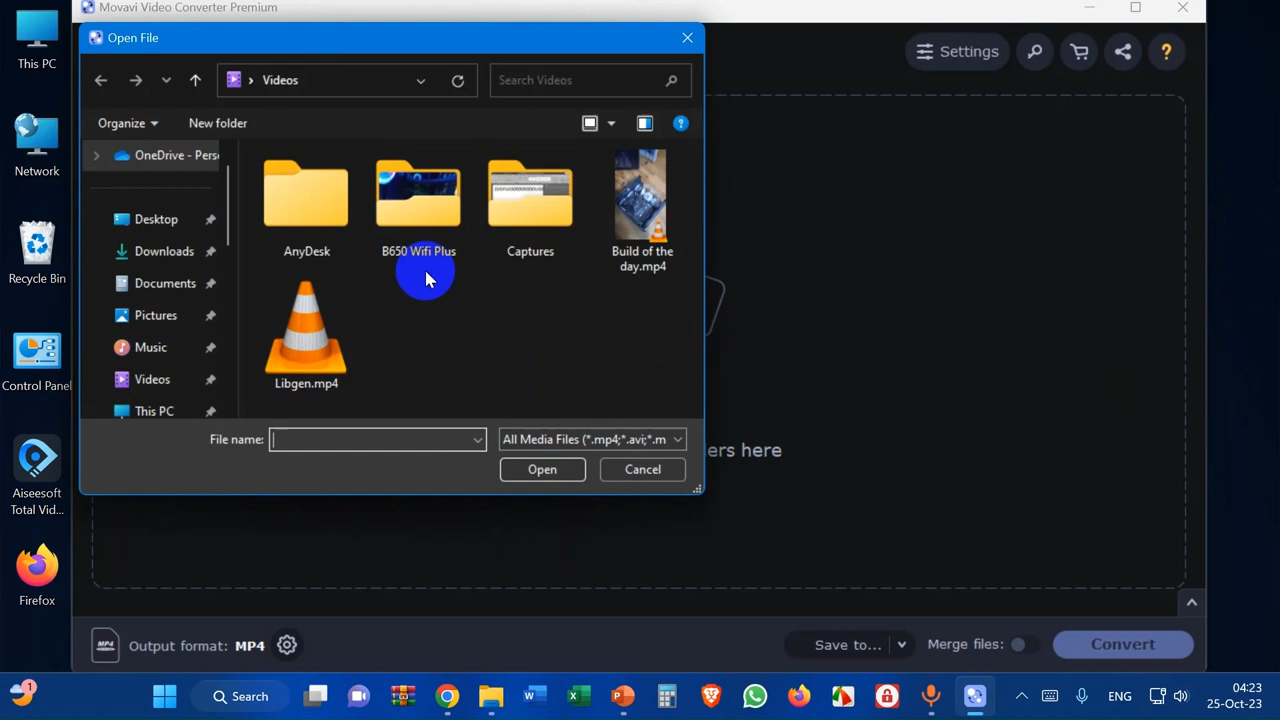 This PC
Network
Recycle Bin
Control Panel
Aiseesoft
Total Vid...
Firefox
Movavi Video Converter Premium
Open File
Videos
Search Videos
Organize
New folder
OneDrive - Pers
Desktop
Downloads
Documents
Pictures
Music
Videos
This PC
AnyDesk
B650 Wifi Plus
Captures
Build of the
day.mp4
Libgen.mp4
File name:
All Media Files (*.mp4;*.avi;*.m
Open
Cancel
Settings
?
ers here
MP4
Output format: MP4
Save to...
Merge files:
Convert
1
Search
ENG
04:23
25-Oct-23